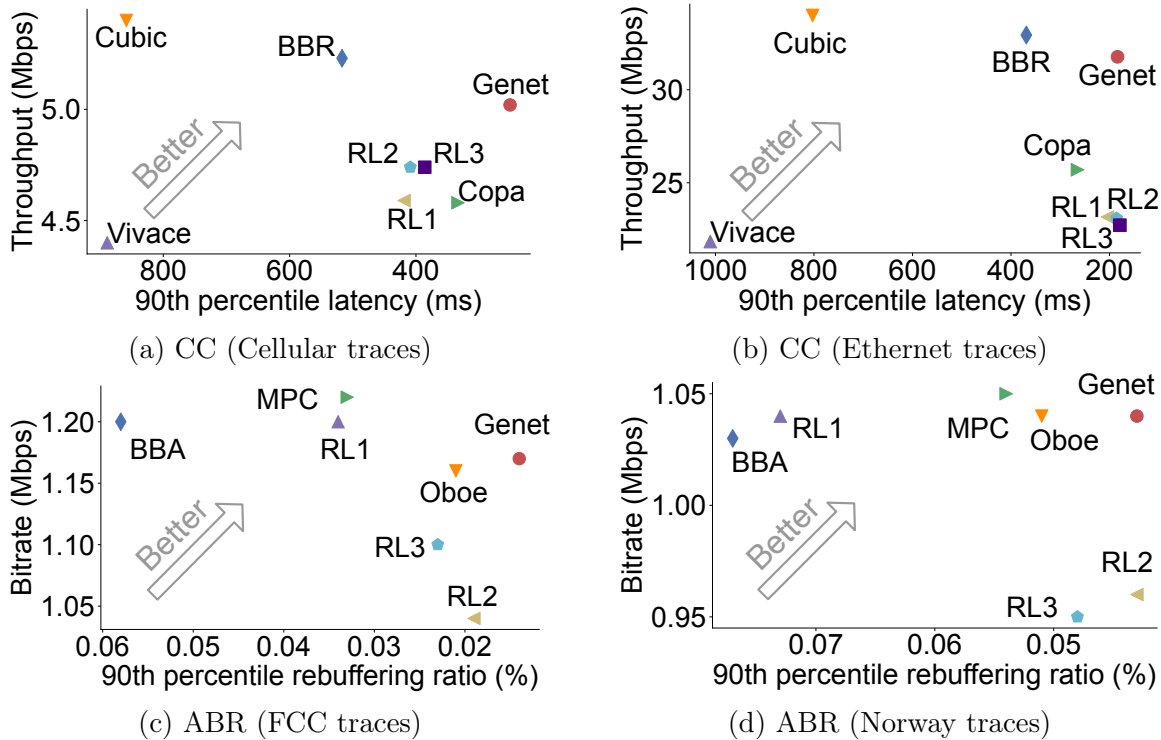 Throughput (Mbps)
5.0
4.5
Cubic
BBR
Genet
Better
RL2
RL3
RL1
Copa
Vivace
800
600
400
90th percentile latency (ms)
(a) CC (Cellular traces)
Throughput (Mbps)
30
25
Cubic
BBR
Genet
Better
Copa
RL1
RL2
RL3
Vivace
1000
800
600
400
200
90th percentile latency (ms)
(b) CC (Ethernet traces)
Bitrate (Mbps)
1.20
1.15
1.10
1.05
MPC
BBA
RL1
Genet
Oboe
Better
RL3
RL2
0.06
0.05
0.04
0.03
0.02
90th percentile rebuffering ratio (%)
(c) ABR (FCC traces)
Bitrate (Mbps)
1.05
1.00
0.95
Genet
RL1
MPC
Oboe
BBA
Better
RL2
RL3
0.07
0.06
0.05
90th percentile rebuffering ratio (%)
(d) ABR (Norway traces)